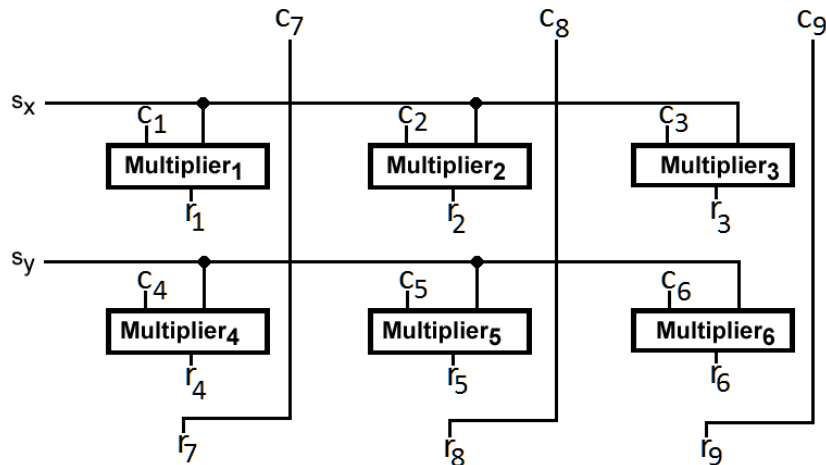 c7 c8 c9
sx
c1 c2 c3
Multiplier1 Multiplier2 Multiplier3
r1 r2 r3
sy
c4 c5 c6
Multiplier4 Multiplier5 Multiplier6
r4 r5 r6
r7 r8 r9